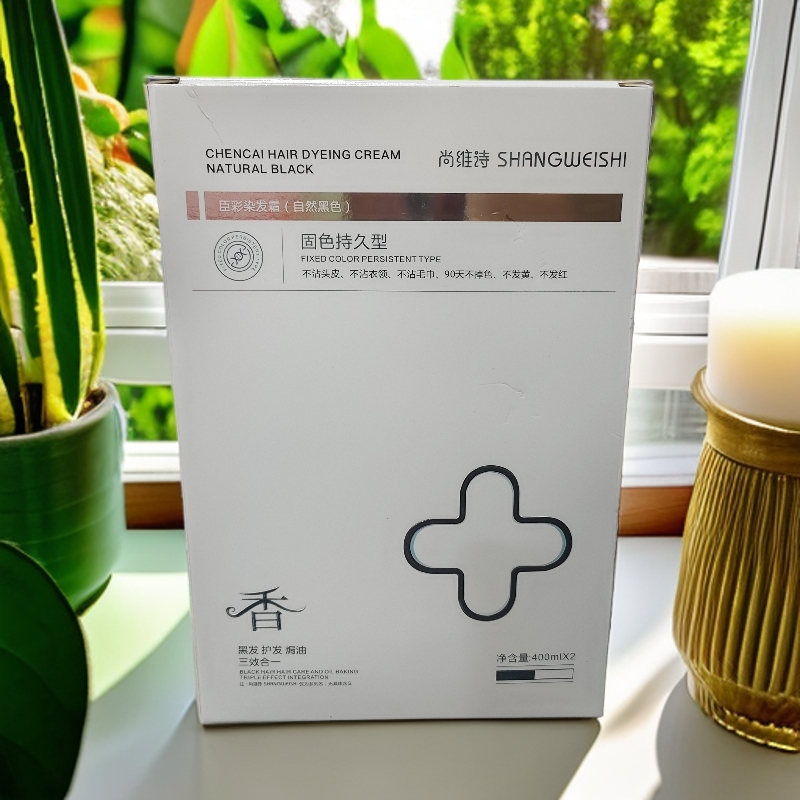 CHENCAI HAIR DYEING CREAM
NATURAL BLACK
尚维诗 SHANGWEISHI
臣彩染发霜（自然黑色）
固色持久型
FIXED COLOR PERSISTENT TYPE
不沾头皮、不沾衣领、不沾毛巾、90天不掉色、不发黄、不发红
香
黑发 护发 焗油
三效合一
BLACK HAIR HAIR CARE AND OIL BAKING
TRIPLE EFFECT INTEGRATION
净含量:400mlX2